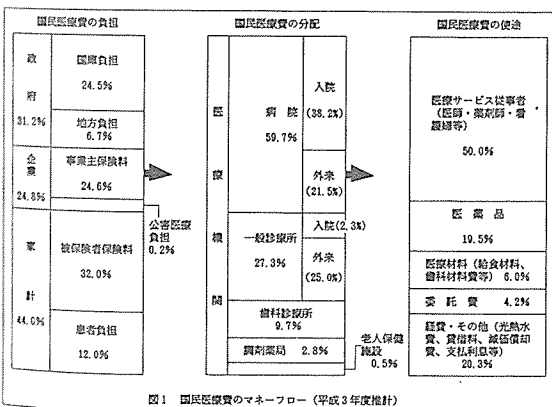 国民医療費の負担
政府
31.2%
国庫負担
24.5%
地方負担
6.7%
企業
24.8%
事業主保険料
24.6%
公害医療
負担
0.2%
家計
44.0%
被保険者保険料
32.0%
患者負担
12.0%
国民医療費の分配
医療機関
病院
59.7%
入院
(38.2%)
外来
(21.5%)
一般診療所
27.3%
入院(2.3%)
外来
(25.0%)
歯科診療所
9.7%
調剤薬局 2.8%
老人保健
施設
0.5%
国民医療費の使途
医療サービス従事者
(医師・薬剤師・看
護婦等)
50.0%
医薬品
19.5%
医療材料(給食材料、
歯科材料費等) 6.0%
委託費 4.2%
経費・その他(光熱水
費、賃借料、減価償却
費、支払利息等)
20.3%
図1 国民医療費のマネーフロー(平成3年度推計)